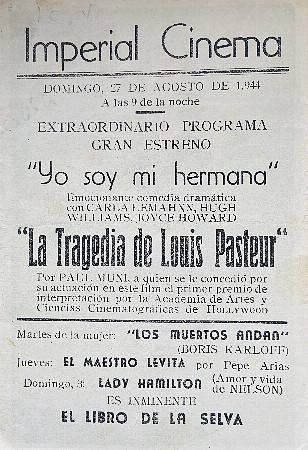 Imperial Cinema
DOMINGO, 27 DE AGOSTO DE 1,944
A las 9 de la noche
EXTRAORDINARIO PROGRAMA
GRAN ESTRENO
"Yo soy mi hermana"
Emocionante comedia dramática
con CARLA LEMAHNN, HUGH
WILLIAMS, JOYCE HOWARD
"La Tragedia de Louis Pasteur"
Por PAUL MUNI, a quien se le concedió por
su actuación en este film el primer premio de
interpretación por la Academia de Artes y
Ciencias Cinematográficas de HOLLYWOOD
Martes de la mujer: "LOS MUERTOS ANDAN"
(BORIS KARLOFF)
Jueves: EL MAESTRO LEVITA por Pepe Arias
Domingo, 3: LADY HAMILTON (Amor y vida
de NELSON)
ES INMINENTE
EL LIBRO DE LA SELVA